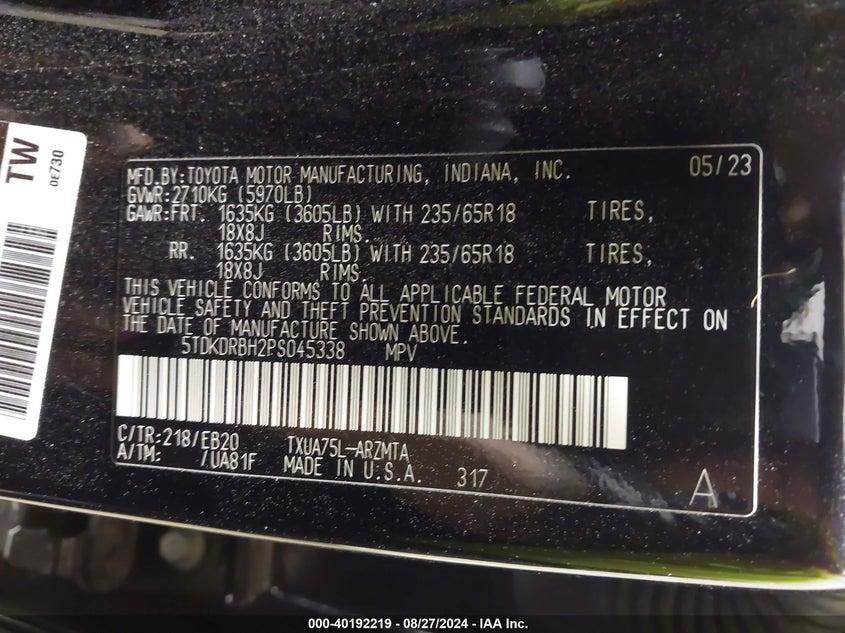 TW
0E730
MFD.BY:TOYOTA MOTOR MANUFACTURING, INDIANA, INC. 05/23
GVWR:2710KG (5970LB)
GAWR:FRT. 1635KG (3605LB) WITH 235/65R18 TIRES,
18X8J RIMS.
RR. 1635KG (3605LB) WITH 235/65R18 TIRES,
18X8J RIMS.
THIS VEHICLE CONFORMS TO ALL APPLICABLE FEDERAL MOTOR
VEHICLE SAFETY AND THEFT PREVENTION STANDARDS IN EFFECT ON
THE DATE OF MANUFACTURE SHOWN ABOVE.
5TDKDRBH2PS045338 MPV
C/TR:218/EB20 TXUA75L-ARZMTA
A/TM: /UA81F MADE IN U.S.A. 317
A
000-40192219 - 08/27/2024 - IAA Inc.